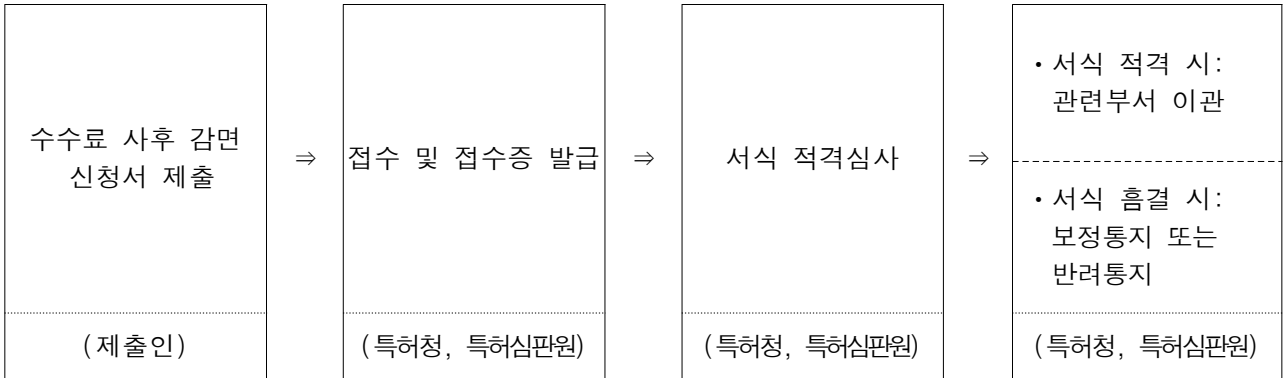 수수료 사후 감면
신청서 제출
(제출인)
⇒
접수 및 접수증 발급
(특허청, 특허심판원)
⇒
서식 적격심사
(특허청, 특허심판원)
⇒
• 서식 적격 시:
관련부서 이관
• 서식 흠결 시:
보정통지 또는
반려통지
(특허청, 특허심판원)